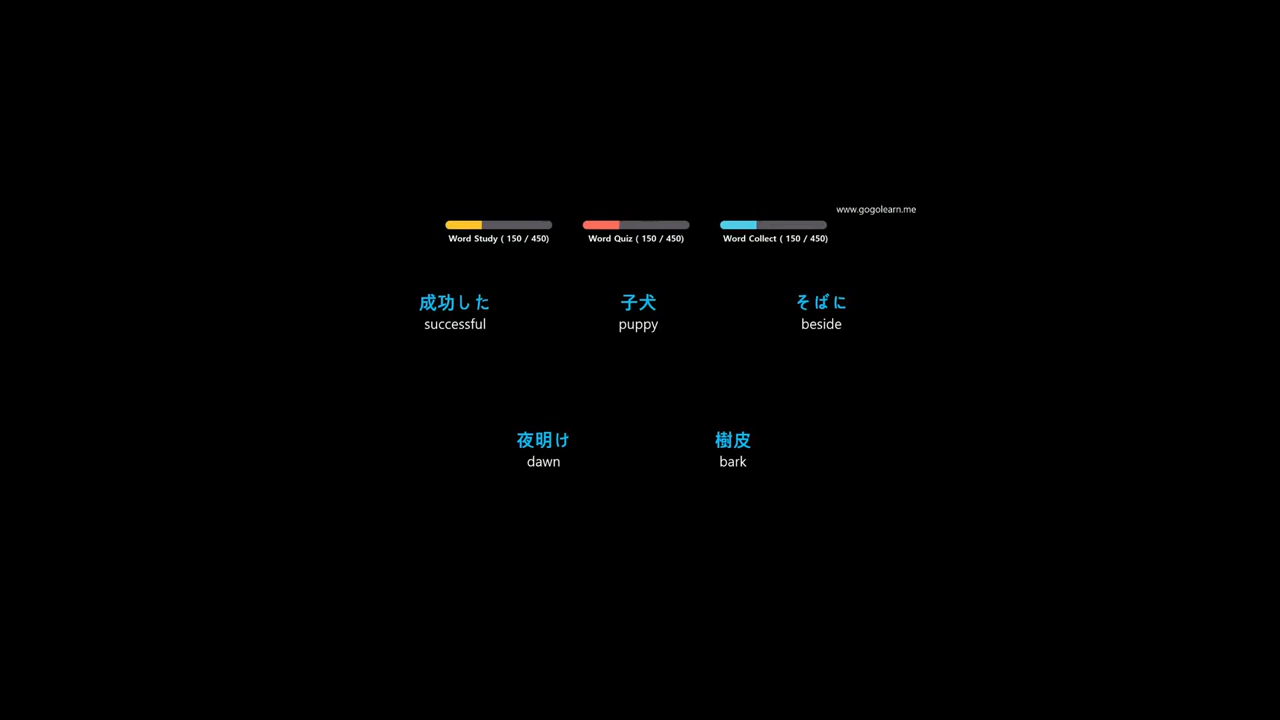 www.gogolearn.me
Word Study ( 150 / 450)
Word Quiz ( 150 / 450)
Word Collect ( 150 / 450)
成功した
successful
子犬
puppy
そばに
beside
夜明け
dawn
樹皮
bark